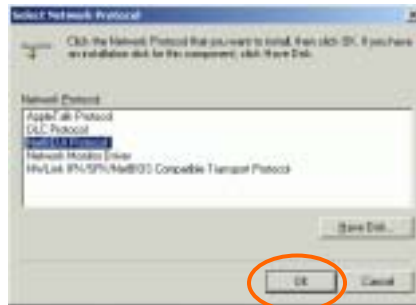 Select Network Protocol
Click the Network Protocol that you want to install, then click OK. If you have
an installation disk for this component, click Have Disk.
Network Protocol:
AppleTalk Protocol
DLC Protocol
NetBEUI Protocol
Network Monitor Driver
NWLink IPX/SPX/NetBIOS Compatible Transport Protocol
Have Disk...
OK
Cancel